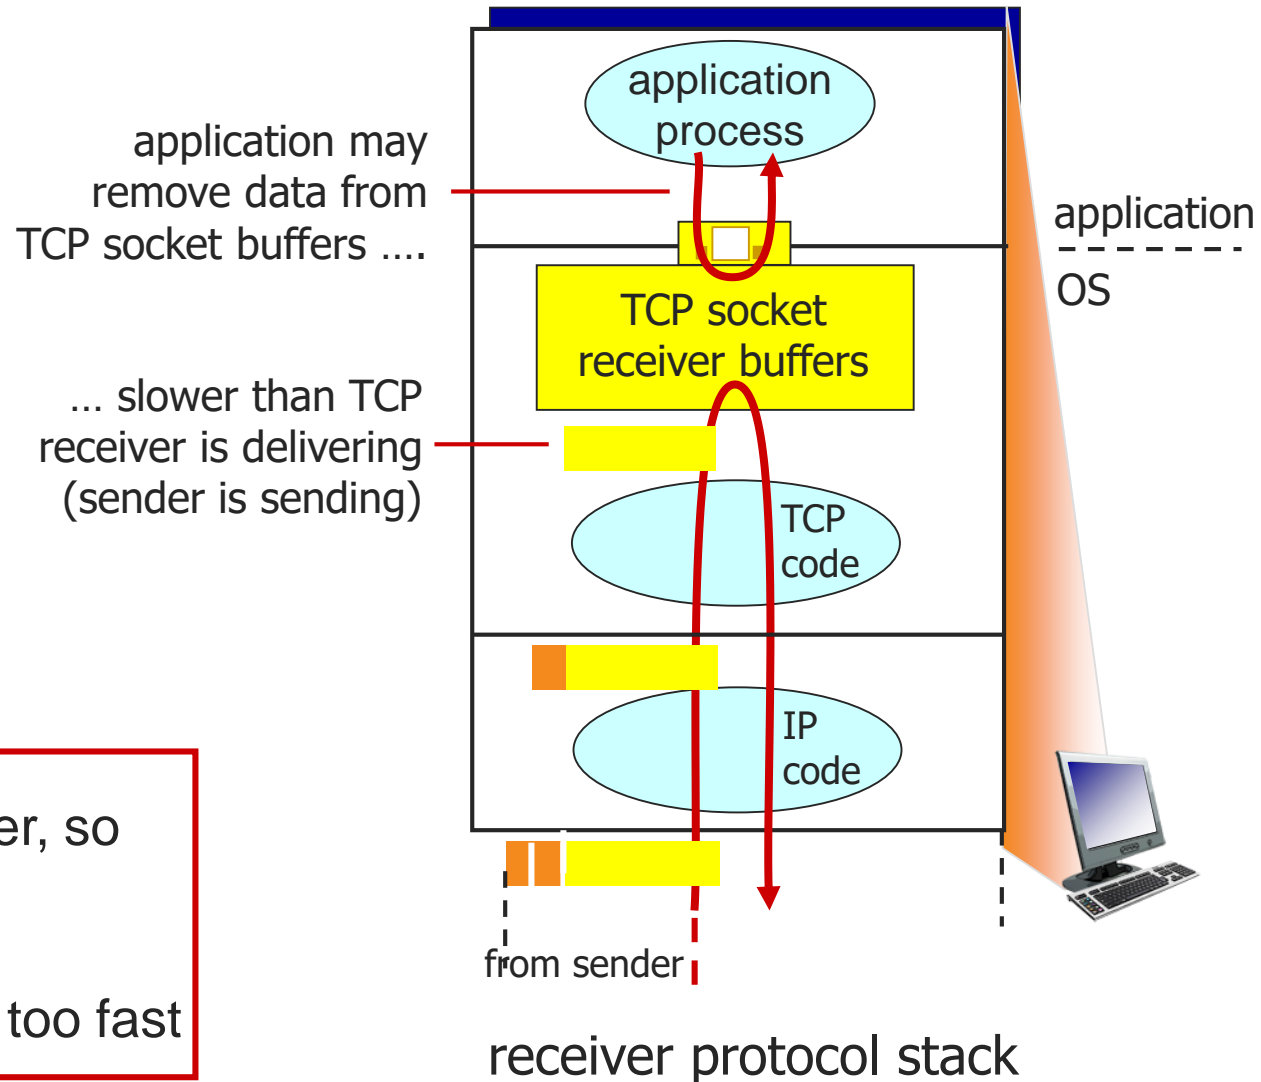 application
process
application may
remove data from
TCP socket buffers ….
application
OS
TCP socket
receiver buffers
… slower than TCP
receiver is delivering
(sender is sending)
TCP
code
IP
code
er, so
too fast
from sender
receiver protocol stack